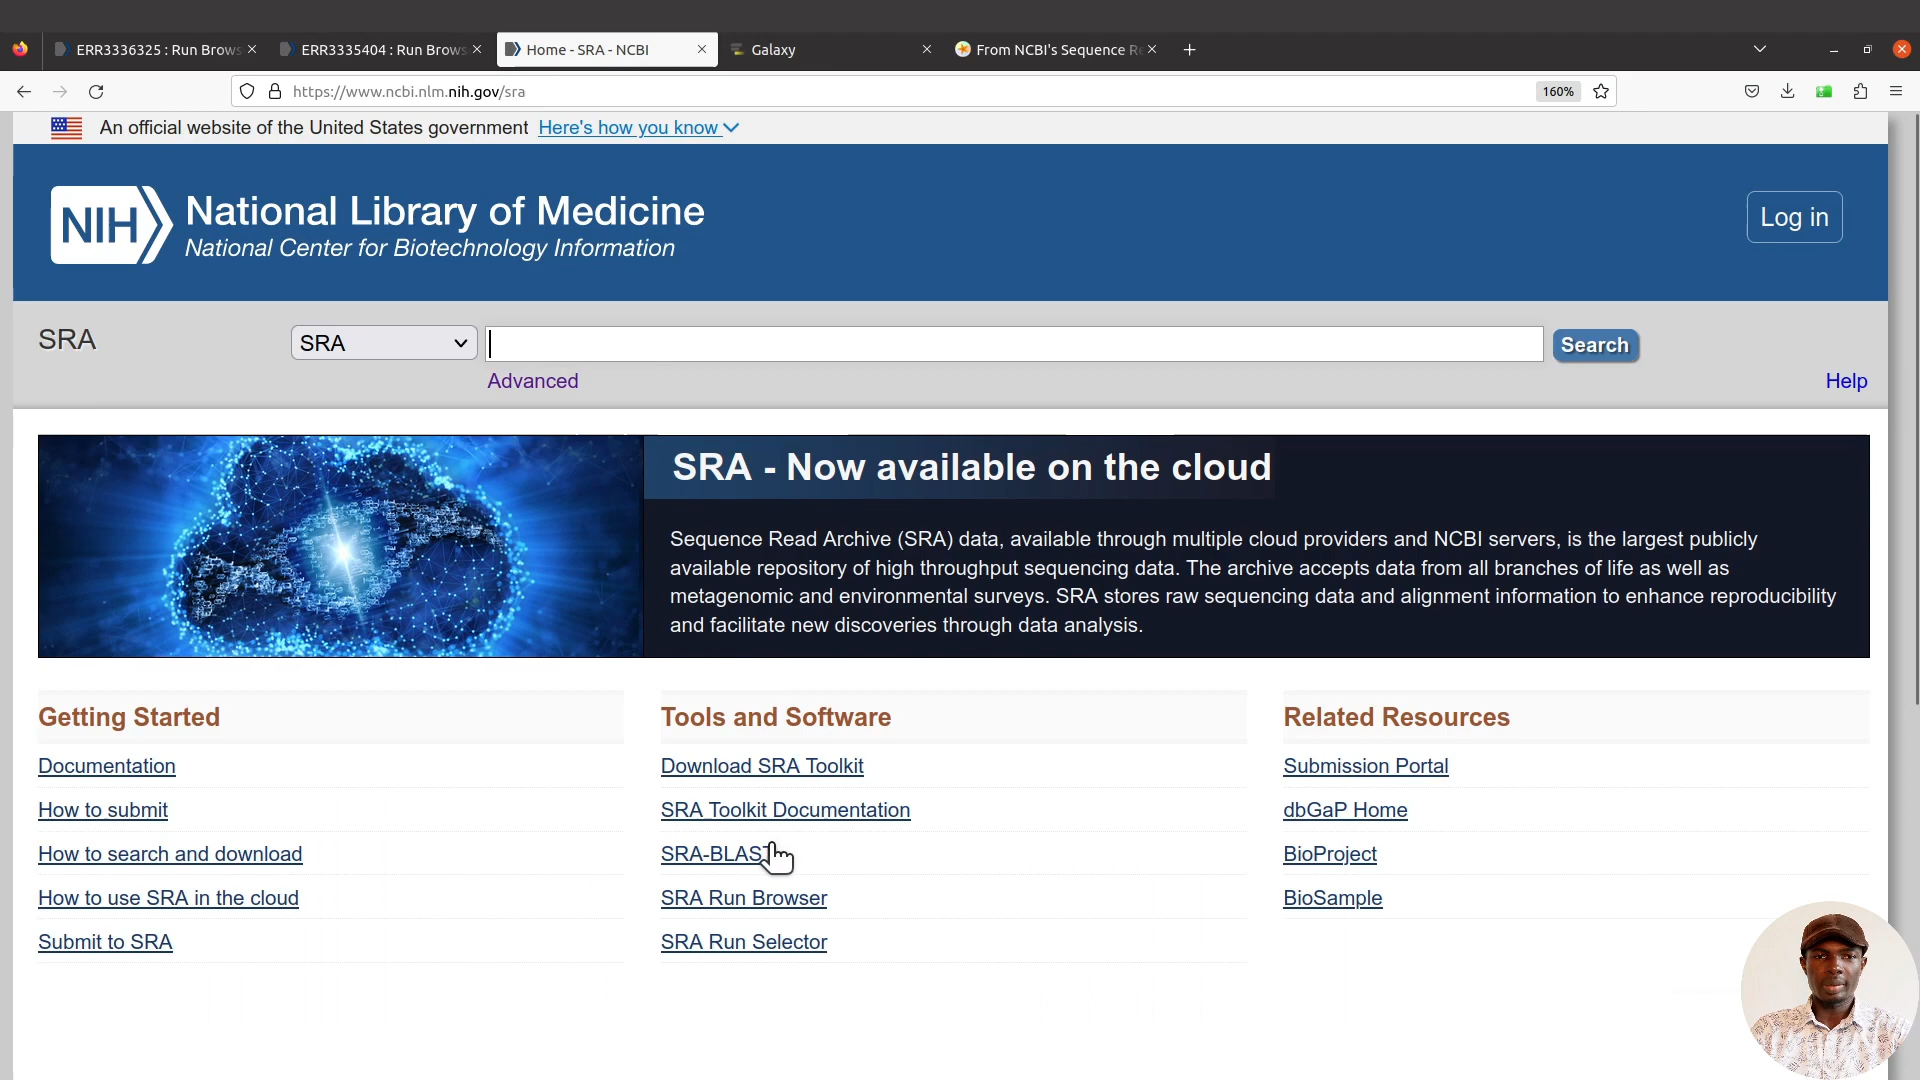 ERR3336325 : Run Brows
ERR3335404 : Run Brows
Home - SRA - NCBI
Galaxy
From NCBI's Sequence Re
https://www.ncbi.nlm.nih.gov/sra
160%
An official website of the United States government Here's how you know
NIH
National Library of Medicine
National Center for Biotechnology Information
Log in
SRA
SRA
Search
Advanced
Help
SRA - Now available on the cloud
Sequence Read Archive (SRA) data, available through multiple cloud providers and NCBI servers, is the largest publicly
available repository of high throughput sequencing data. The archive accepts data from all branches of life as well as
metagenomic and environmental surveys. SRA stores raw sequencing data and alignment information to enhance reproducibility
and facilitate new discoveries through data analysis.
Getting Started
Documentation
How to submit
How to search and download
How to use SRA in the cloud
Submit to SRA
Tools and Software
Download SRA Toolkit
SRA Toolkit Documentation
SRA-BLAST
SRA Run Browser
SRA Run Selector
Related Resources
Submission Portal
dbGaP Home
BioProject
BioSample